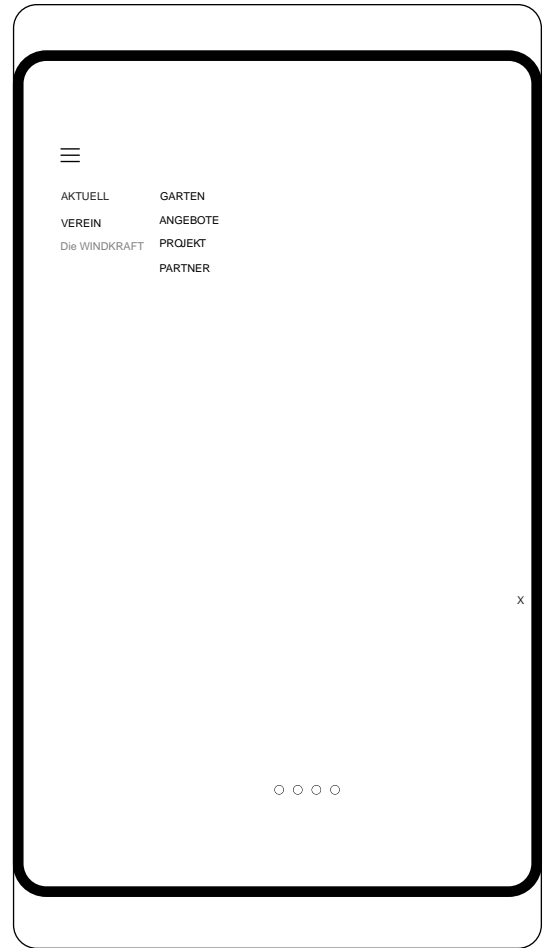 AKTUELL
VEREIN
Die WINDKRAFT
GARTEN
ANGEBOTE
PROJEKT
PARTNER
X